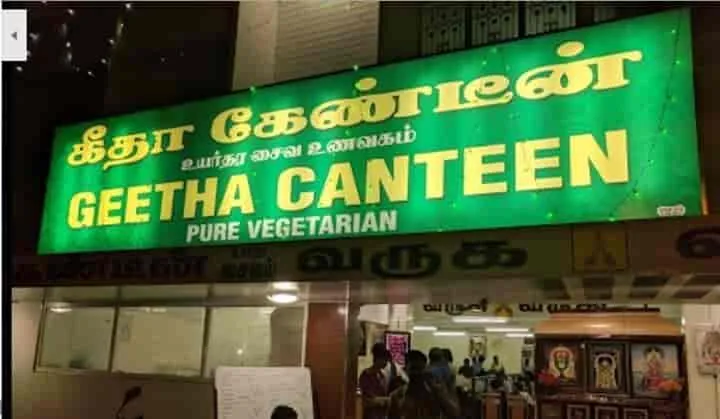 கீதா கேண்டீன்
உயர்தர சைவ உணவகம்
GEETHA CANTEEN
PURE VEGETARIAN
கேண்டீன் வருக